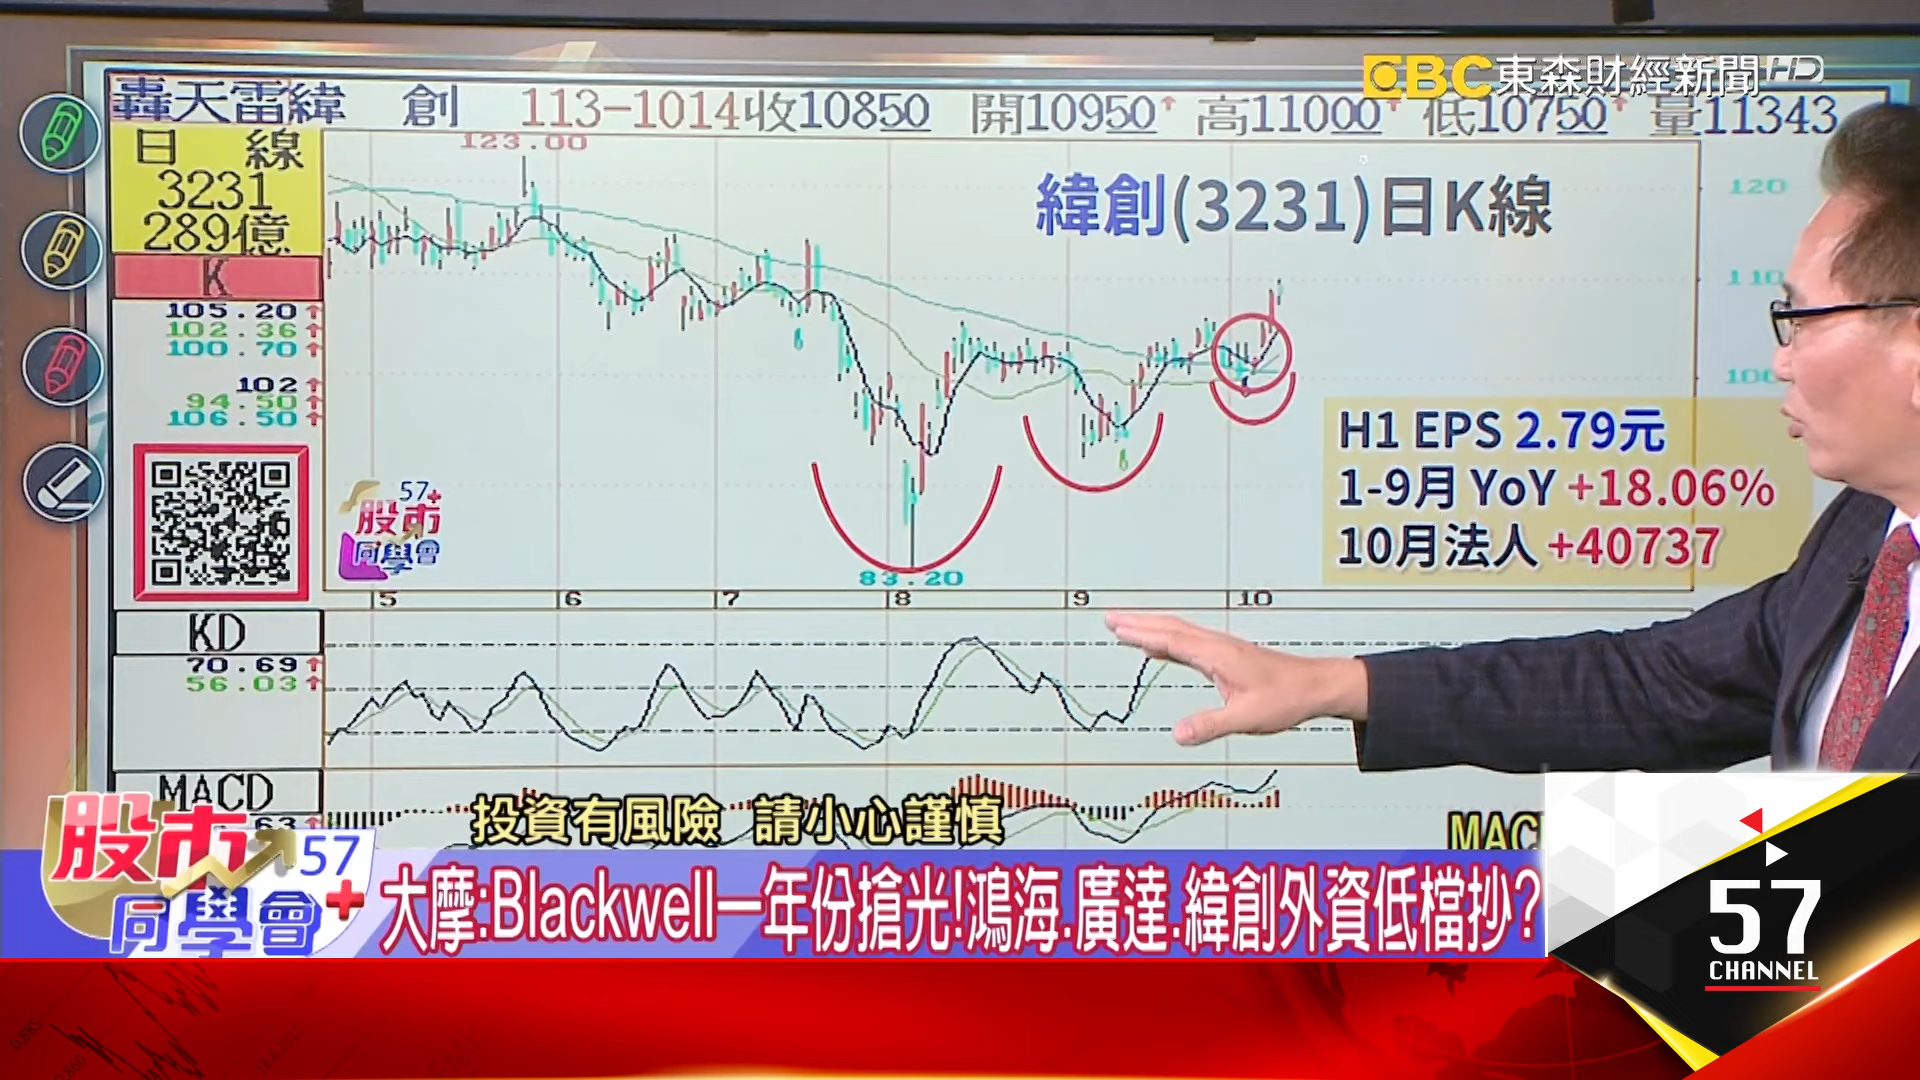 EBC東森財經新聞HD
轟天雷緯 創 113-1014收10850 開10950↑ 高11000↑ 低10750↑ 量11343
日 線
3231
289億
K
105.20↑
102.36↑
100.70↑
102↑
94.50↑
106.50↑
123.00
緯創(3231)日K線
120
110
100
H1 EPS 2.79元
1-9月 YoY +18.06%
10月法人 +40737
57+
股市
同學會
83.20
5 6 7 8 9 10
KD
70.69↑
56.03↑
MACD
投資有風險 請小心謹慎
股市 57+
同學會
大摩:Blackwell一年份搶光!鴻海.廣達.緯創外資低檔抄?
57
CHANNEL